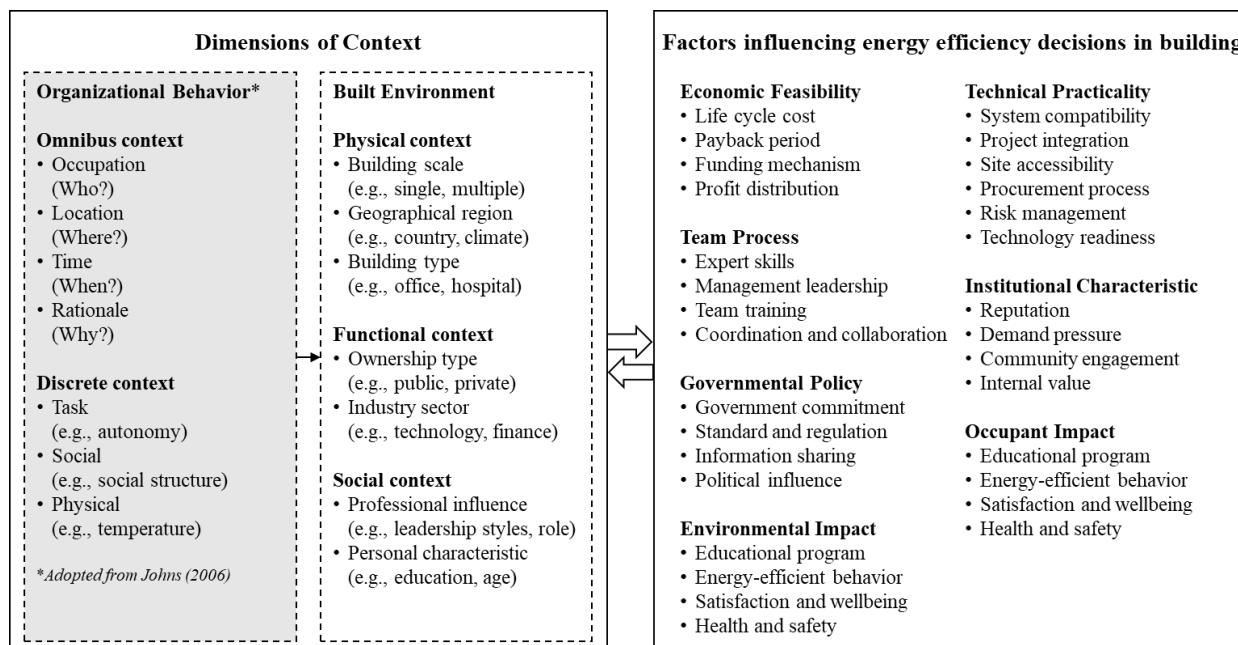 Dimensions of Context
Organizational Behavior*
Omnibus context
• Occupation
(Who?)
• Location
(Where?)
• Time
(When?)
• Rationale
(Why?)
Discrete context
• Task
(e.g., autonomy)
• Social
(e.g., social structure)
• Physical
(e.g., temperature)
*Adopted from Johns (2006)
Built Environment
Physical context
• Building scale
(e.g., single, multiple)
• Geographical region
(e.g., country, climate)
• Building type
(e.g., office, hospital)
Functional context
• Ownership type
(e.g., public, private)
• Industry sector
(e.g., technology, finance)
Social context
• Professional influence
(e.g., leadership styles, role)
• Personal characteristic
(e.g., education, age)
Factors influencing energy efficiency decisions in building
Economic Feasibility
• Life cycle cost
• Payback period
• Funding mechanism
• Profit distribution
Team Process
• Expert skills
• Management leadership
• Team training
• Coordination and collaboration
Governmental Policy
• Government commitment
• Standard and regulation
• Information sharing
• Political influence
Environmental Impact
• Educational program
• Energy-efficient behavior
• Satisfaction and wellbeing
• Health and safety
Technical Practicality
• System compatibility
• Project integration
• Site accessibility
• Procurement process
• Risk management
• Technology readiness
Institutional Characteristic
• Reputation
• Demand pressure
• Community engagement
• Internal value
Occupant Impact
• Educational program
• Energy-efficient behavior
• Satisfaction and wellbeing
• Health and safety